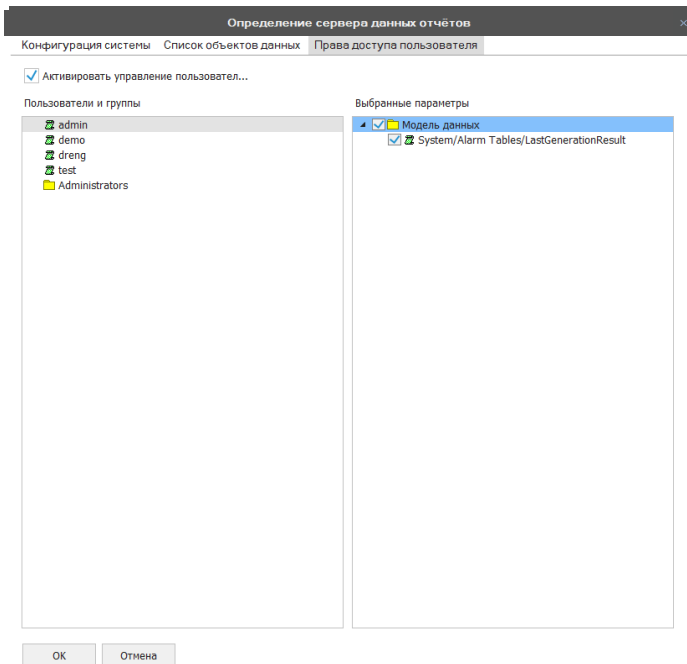 Определение сервера данных отчётов
Конфигурация системы Список объектов данных Права доступа пользователя
Активировать управление пользовател...
Пользователи и группы
admin
demo
dreng
test
Administrators
Выбранные параметры
Модель данных
System/Alarm Tables/LastGenerationResult
OK Отмена